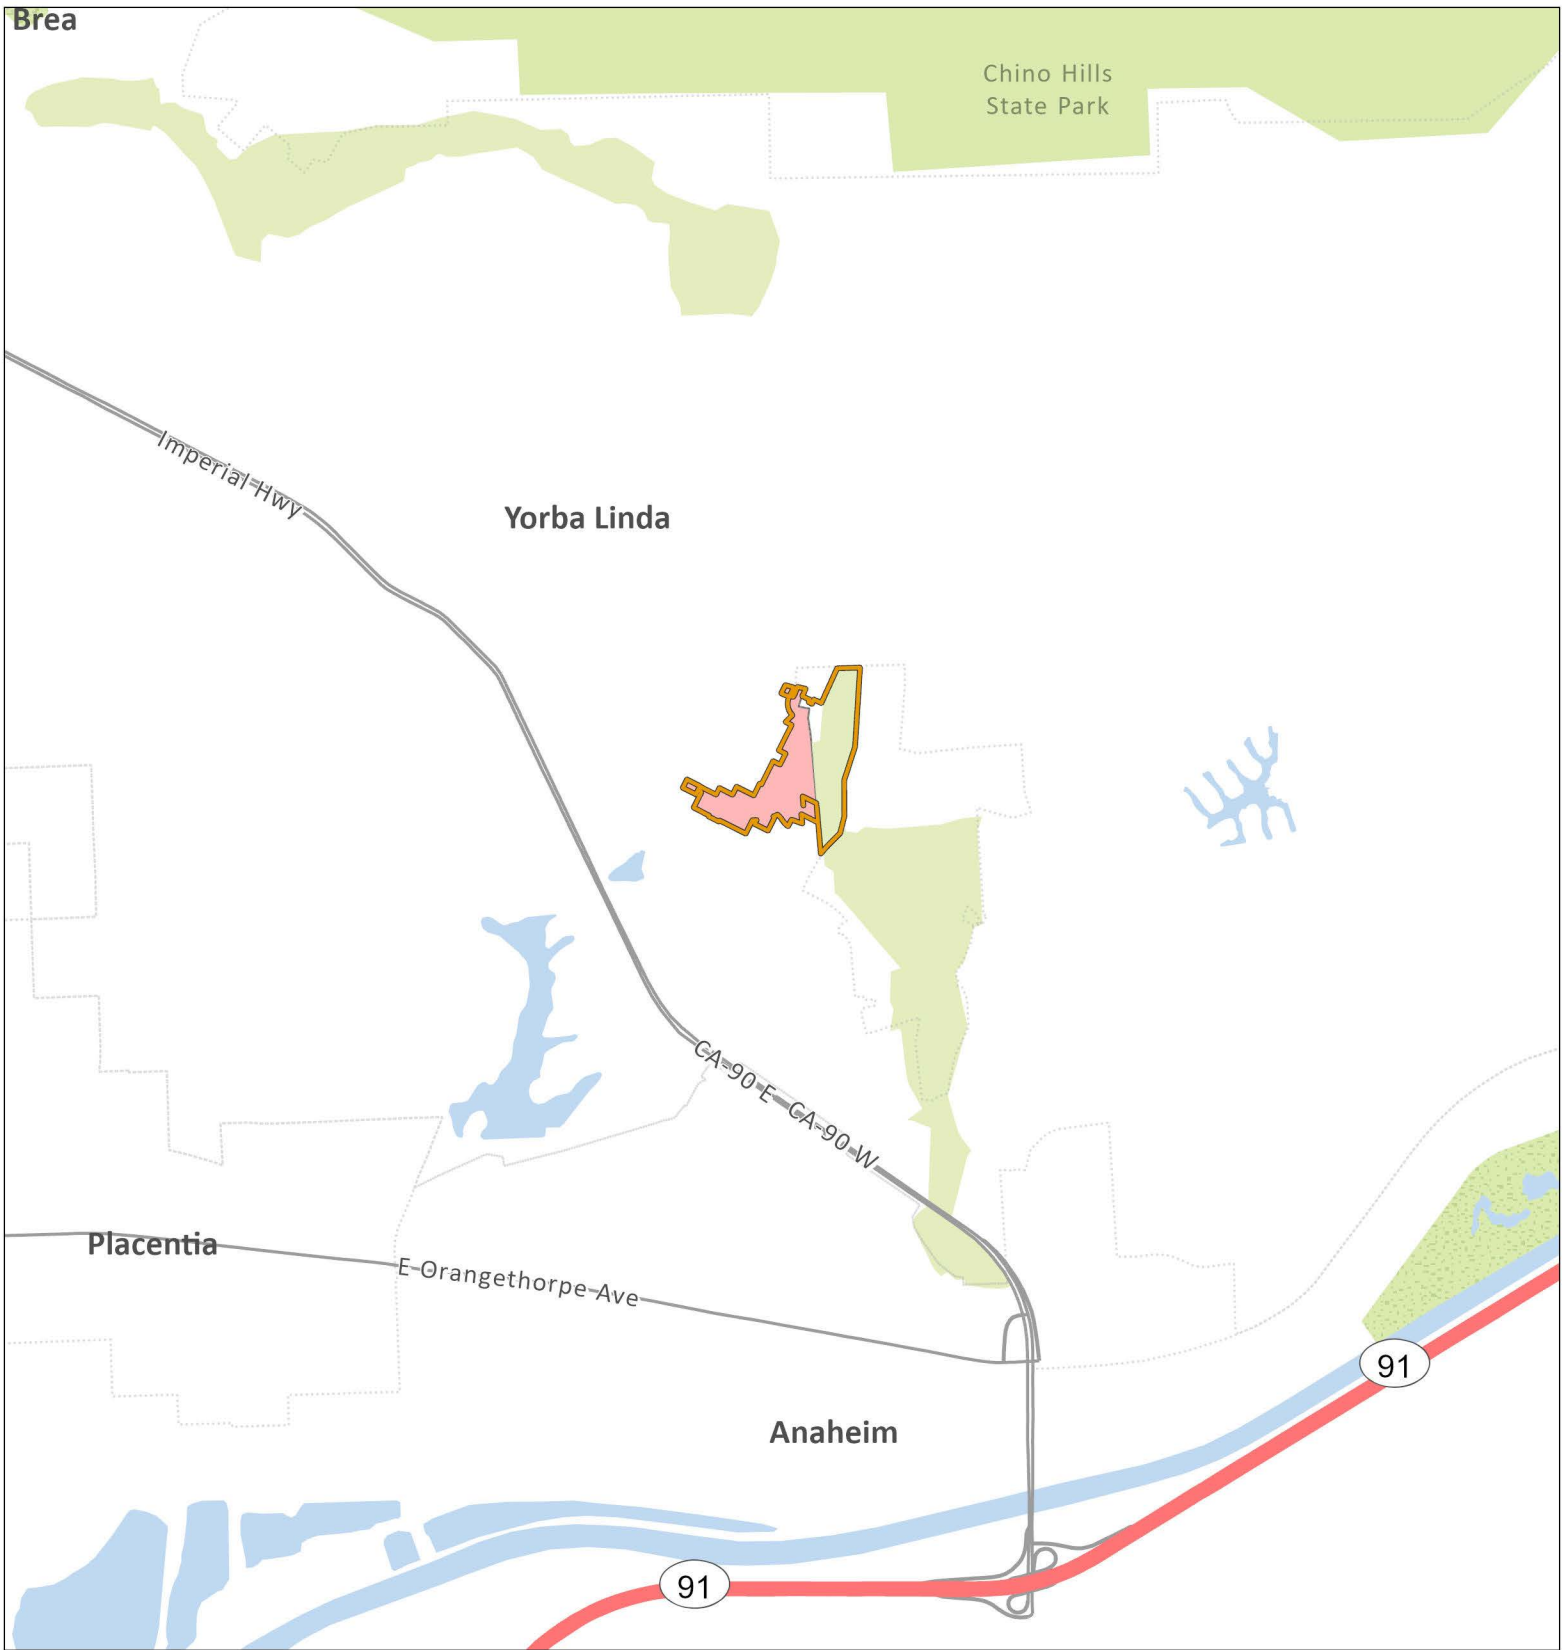 Brea
Chino Hills
State Park
Imperial Hwy
Yorba Linda
CA-90 E
CA-90 W
Placentia
E Orangethorpe Ave
91
Anaheim
91